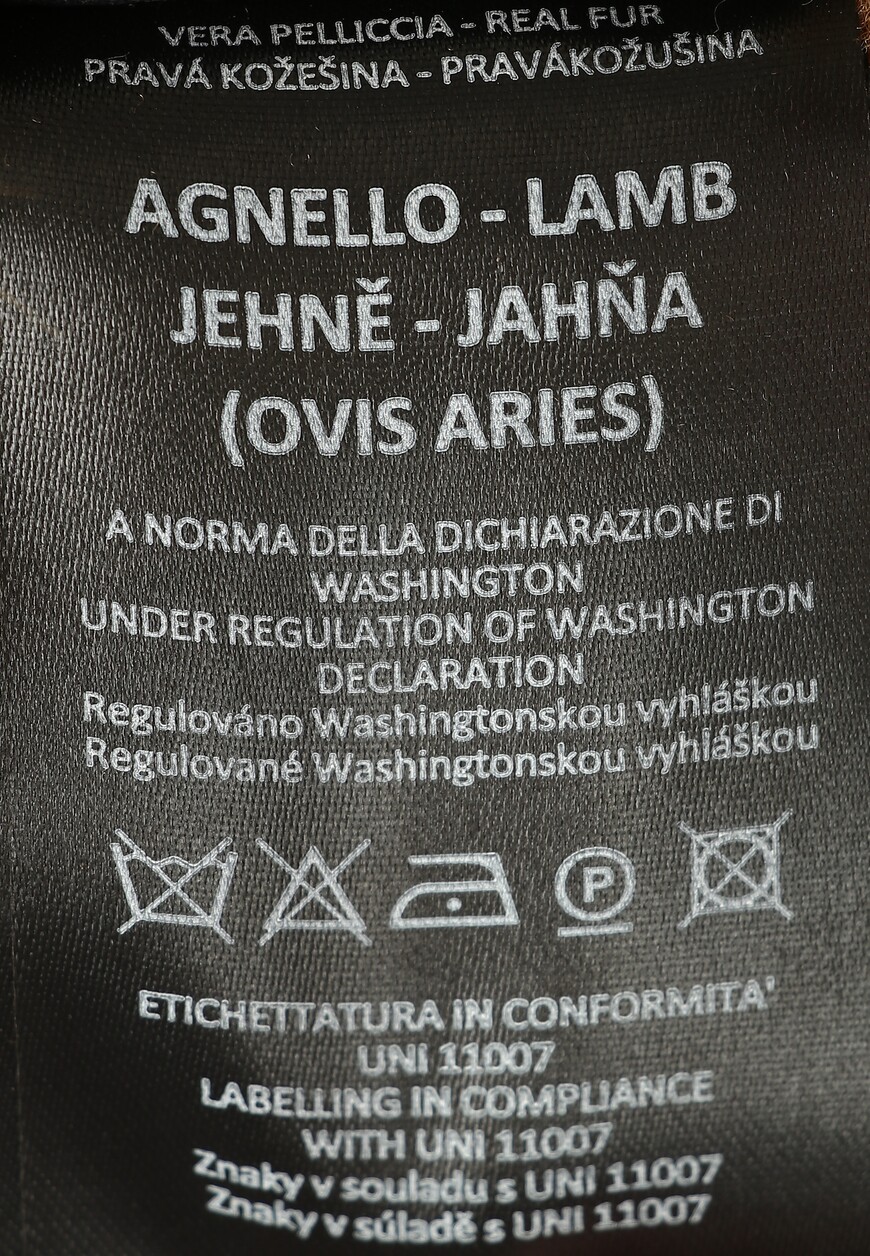 VERA PELLICCIA - REAL FUR
PRAVÁ KOŽEŠINA - PRAVÁKOŽUŠINA
AGNELLO - LAMB
JEHNĚ - JAHŇA
(OVIS ARIES)
A NORMA DELLA DICHIARAZIONE DI
WASHINGTON
UNDER REGULATION OF WASHINGTON
DECLARATION
Regulováno Washingtonskou vyhláškou
Regulované Washingtonskou vyhláškou
P
ETICHETTATURA IN CONFORMITA'
UNI 11007
LABELLING IN COMPLIANCE
WITH UNI 11007
Znaky v souladu s UNI 11007
Znaky v súladě s UNI 11007